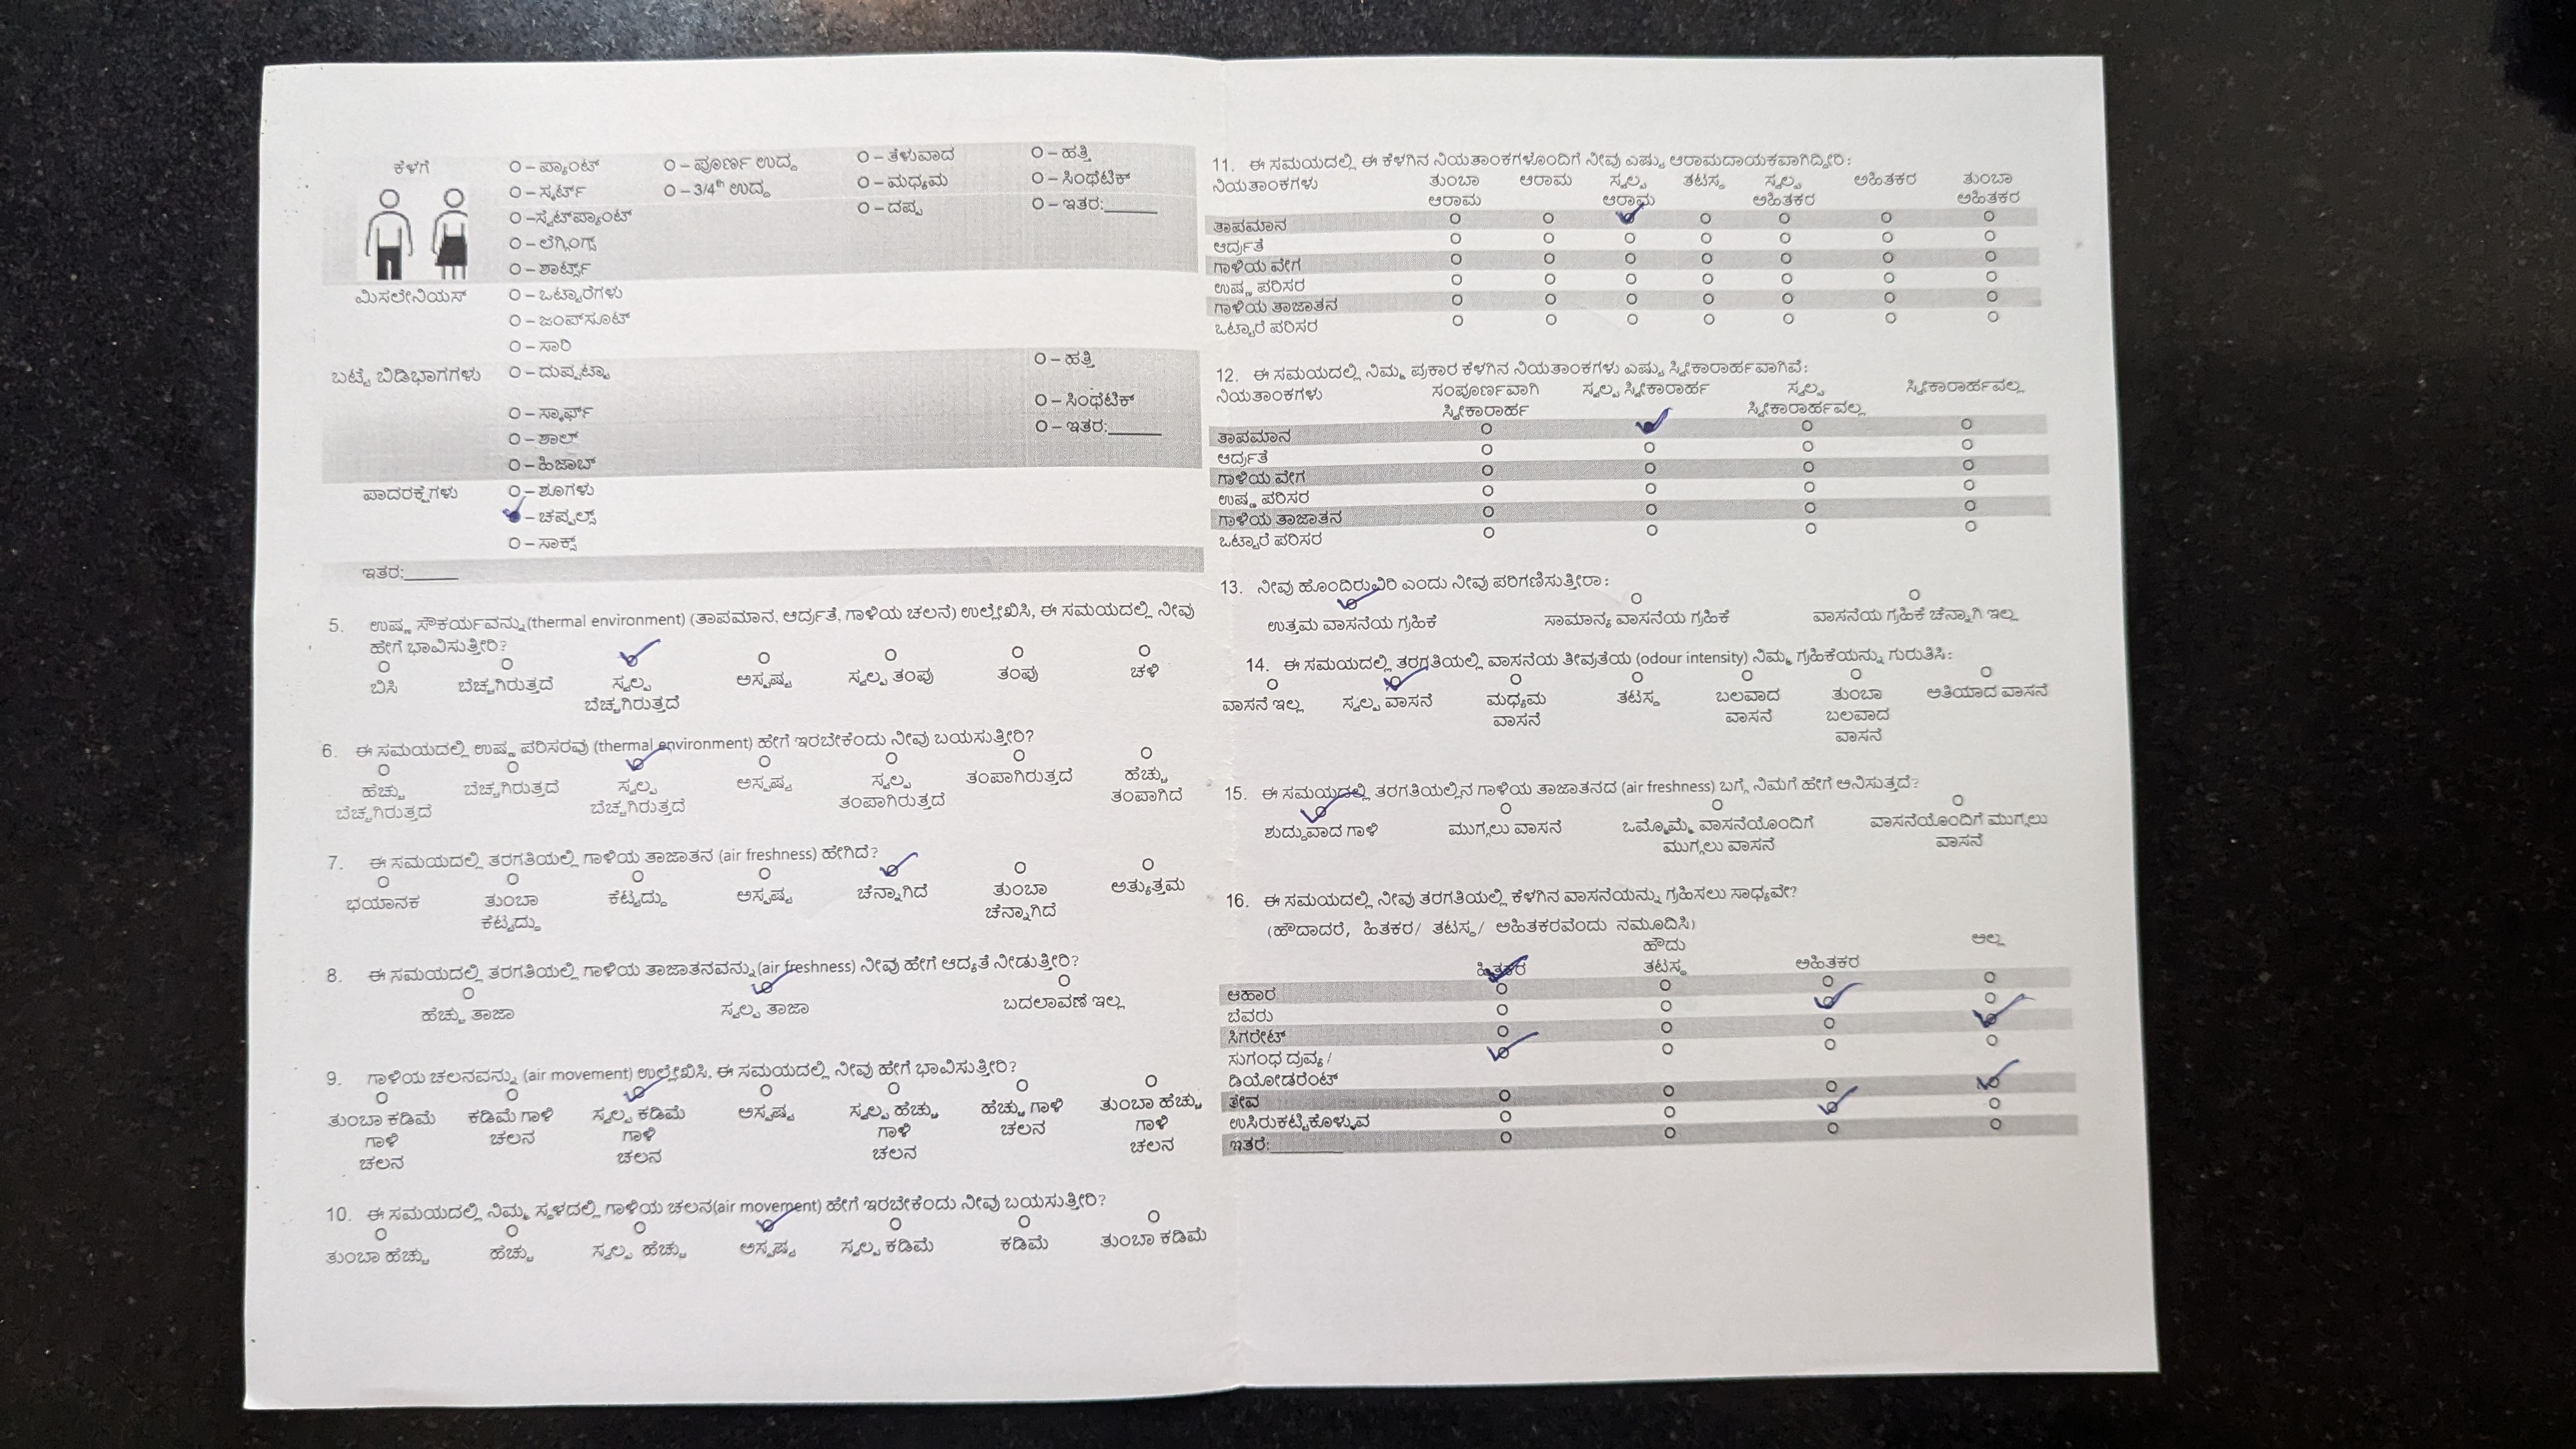 ಕೆಳಗೆ O – ಪ್ಯಾಂಟ್ O – ಪೂರ್ಣ ಉದ್ದ O – ತೆಳುವಾದ O – ಹತ್ತಿ
O – ಸ್ಕರ್ಟ್ O – 3/4th ಉದ್ದ O – ಮಧ್ಯಮ O – ಸಿಂಥೆಟಿಕ್
O –ಸ್ವೆಟ್‌ಪ್ಯಾಂಟ್ O – ದಪ್ಪ O – ಇತರ:______
O – ಲೆಗ್ಗಿಂಗ್ಸ್
O – ಶಾರ್ಟ್ಸ್
ಮಿಸಲೇನಿಯಸ್ O – ಒಟ್ಟಾರೆಗಳು
O – ಜಂಪ್‌ಸೂಟ್
O – ಸಾರಿ
ಬಟ್ಟೆ ಬಿಡಿಭಾಗಗಳು O – ದುಪ್ಪಟ್ಟಾ O – ಹತ್ತಿ
O – ಸ್ಕಾರ್ಫ್ O – ಸಿಂಥೆಟಿಕ್
O – ಶಾಲ್ O – ಇತರ:______
O – ಹಿಜಾಬ್
ಪಾದರಕ್ಷೆಗಳು O – ಶೂಗಳು
O – ಚಪ್ಪಲ್ಸ್
O – ಸಾಕ್ಸ್
ಇತರ:______
5. ಉಷ್ಣ ಸೌಕರ್ಯವನ್ನು(thermal environment) (ತಾಪಮಾನ, ಆರ್ದ್ರತೆ, ಗಾಳಿಯ ಚಲನೆ) ಉಲ್ಲೇಖಿಸಿ, ಈ ಸಮಯದಲ್ಲಿ ನೀವು
ಹೇಗೆ ಭಾವಿಸುತ್ತೀರಿ?
ಬಿಸಿ ಬೆಚ್ಚಗಿರುತ್ತದೆ ಸ್ವಲ್ಪ ಅಸ್ಪಷ್ಟ ಸ್ವಲ್ಪ ತಂಪು ತಂಪು ಚಳಿ
ಬೆಚ್ಚಗಿರುತ್ತದೆ
6. ಈ ಸಮಯದಲ್ಲಿ ಉಷ್ಣ ಪರಿಸರವು (thermal environment) ಹೇಗೆ ಇರಬೇಕೆಂದು ನೀವು ಬಯಸುತ್ತೀರಿ?
ಹೆಚ್ಚು ಬೆಚ್ಚಗಿರುತ್ತದೆ ಸ್ವಲ್ಪ ಅಸ್ಪಷ್ಟ ಸ್ವಲ್ಪ ತಂಪಾಗಿರುತ್ತದೆ ಹೆಚ್ಚು
ಬೆಚ್ಚಗಿರುತ್ತದೆ ಬೆಚ್ಚಗಿರುತ್ತದೆ ತಂಪಾಗಿರುತ್ತದೆ ತಂಪಾಗಿದೆ
7. ಈ ಸಮಯದಲ್ಲಿ ತರಗತಿಯಲ್ಲಿ ಗಾಳಿಯ ತಾಜಾತನ (air freshness) ಹೇಗಿದೆ?
ಭಯಾನಕ ತುಂಬಾ ಕೆಟ್ಟದ್ದು ಅಸ್ಪಷ್ಟ ಚೆನ್ನಾಗಿದೆ ತುಂಬಾ ಅತ್ಯುತ್ತಮ
ಕೆಟ್ಟದ್ದು ಚೆನ್ನಾಗಿದೆ
8. ಈ ಸಮಯದಲ್ಲಿ ತರಗತಿಯಲ್ಲಿ ಗಾಳಿಯ ತಾಜಾತನವನ್ನು(air freshness) ನೀವು ಹೇಗೆ ಆದ್ಯತೆ ನೀಡುತ್ತೀರಿ?
ಹೆಚ್ಚು ತಾಜಾ ಸ್ವಲ್ಪ ತಾಜಾ ಬದಲಾವಣೆ ಇಲ್ಲ
9. ಗಾಳಿಯ ಚಲನವನ್ನು (air movement) ಉಲ್ಲೇಖಿಸಿ, ಈ ಸಮಯದಲ್ಲಿ ನೀವು ಹೇಗೆ ಭಾವಿಸುತ್ತೀರಿ?
ತುಂಬಾ ಕಡಿಮೆ ಕಡಿಮೆ ಗಾಳಿ ಸ್ವಲ್ಪ ಕಡಿಮೆ ಅಸ್ಪಷ್ಟ ಸ್ವಲ್ಪ ಹೆಚ್ಚು ಹೆಚ್ಚು ಗಾಳಿ ತುಂಬಾ ಹೆಚ್ಚು
ಗಾಳಿ ಚಲನ ಗಾಳಿ ಗಾಳಿ ಚಲನ ಗಾಳಿ
ಚಲನ ಚಲನ ಚಲನ ಚಲನ
10. ಈ ಸಮಯದಲ್ಲಿ ನಿಮ್ಮ ಸ್ಥಳದಲ್ಲಿ ಗಾಳಿಯ ಚಲನ(air movement) ಹೇಗೆ ಇರಬೇಕೆಂದು ನೀವು ಬಯಸುತ್ತೀರಿ?
ತುಂಬಾ ಹೆಚ್ಚು ಹೆಚ್ಚು ಸ್ವಲ್ಪ ಹೆಚ್ಚು ಅಸ್ಪಷ್ಟ ಸ್ವಲ್ಪ ಕಡಿಮೆ ಕಡಿಮೆ ತುಂಬಾ ಕಡಿಮೆ
11. ಈ ಸಮಯದಲ್ಲಿ ಈ ಕೆಳಗಿನ ನಿಯತಾಂಕಗಳೊಂದಿಗೆ ನೀವು ಎಷ್ಟು ಆರಾಮದಾಯಕವಾಗಿದ್ದೀರಿ:
ನಿಯತಾಂಕಗಳು ತುಂಬಾ ಆರಾಮ ಸ್ವಲ್ಪ ತಟಸ್ಥ ಸ್ವಲ್ಪ ಅಹಿತಕರ ತುಂಬಾ
ಆರಾಮ ಆರಾಮ ಅಹಿತಕರ ಅಹಿತಕರ
ತಾಪಮಾನ
ಆರ್ದ್ರತೆ
ಗಾಳಿಯ ವೇಗ
ಉಷ್ಣ ಪರಿಸರ
ಗಾಳಿಯ ತಾಜಾತನ
ಒಟ್ಟಾರೆ ಪರಿಸರ
12. ಈ ಸಮಯದಲ್ಲಿ ನಿಮ್ಮ ಪ್ರಕಾರ ಕೆಳಗಿನ ನಿಯತಾಂಕಗಳು ಎಷ್ಟು ಸ್ವೀಕಾರಾರ್ಹವಾಗಿವೆ:
ನಿಯತಾಂಕಗಳು ಸಂಪೂರ್ಣವಾಗಿ ಸ್ವಲ್ಪ ಸ್ವೀಕಾರಾರ್ಹ ಸ್ವಲ್ಪ ಸ್ವೀಕಾರಾರ್ಹವಲ್ಲ
ಸ್ವೀಕಾರಾರ್ಹ ಸ್ವೀಕಾರಾರ್ಹವಲ್ಲ
ತಾಪಮಾನ
ಆರ್ದ್ರತೆ
ಗಾಳಿಯ ವೇಗ
ಉಷ್ಣ ಪರಿಸರ
ಗಾಳಿಯ ತಾಜಾತನ
ಒಟ್ಟಾರೆ ಪರಿಸರ
13. ನೀವು ಹೊಂದಿರುವಿರಿ ಎಂದು ನೀವು ಪರಿಗಣಿಸುತ್ತೀರಾ:
ಉತ್ತಮ ವಾಸನೆಯ ಗ್ರಹಿಕೆ ಸಾಮಾನ್ಯ ವಾಸನೆಯ ಗ್ರಹಿಕೆ ವಾಸನೆಯ ಗ್ರಹಿಕೆ ಚೆನ್ನಾಗಿ ಇಲ್ಲ
14. ಈ ಸಮಯದಲ್ಲಿ ತರಗತಿಯಲ್ಲಿ ವಾಸನೆಯ ತೀವ್ರತೆಯ (odour intensity) ನಿಮ್ಮ ಗ್ರಹಿಕೆಯನ್ನು ಗುರುತಿಸಿ:
ವಾಸನೆ ಇಲ್ಲ ಸ್ವಲ್ಪ ವಾಸನೆ ಮಧ್ಯಮ ತಟಸ್ಥ ಬಲವಾದ ತುಂಬಾ ಅತಿಯಾದ ವಾಸನೆ
ವಾಸನೆ ವಾಸನೆ ಬಲವಾದ
ವಾಸನೆ
15. ಈ ಸಮಯದಲ್ಲಿ ತರಗತಿಯಲ್ಲಿನ ಗಾಳಿಯ ತಾಜಾತನದ (air freshness) ಬಗ್ಗೆ ನಿಮಗೆ ಹೇಗೆ ಅನಿಸುತ್ತದೆ?
ಶುದ್ಧವಾದ ಗಾಳಿ ಮುಗ್ಗಲು ವಾಸನೆ ಒಮ್ಮೊಮ್ಮೆ ವಾಸನೆಯೊಂದಿಗೆ ವಾಸನೆಯೊಂದಿಗೆ ಮುಗ್ಗಲು
ಮುಗ್ಗಲು ವಾಸನೆ ವಾಸನೆ
16. ಈ ಸಮಯದಲ್ಲಿ ನೀವು ತರಗತಿಯಲ್ಲಿ ಕೆಳಗಿನ ವಾಸನೆಯನ್ನು ಗ್ರಹಿಸಲು ಸಾಧ್ಯವೇ?
(ಹೌದಾದರೆ, ಹಿತಕರ/ ತಟಸ್ಥ/ ಅಹಿತಕರವೆಂದು ನಮೂದಿಸಿ)
ಹೌದು ಅಲ್ಲ
ಹಿತಕರ ತಟಸ್ಥ ಅಹಿತಕರ
ಆಹಾರ
ಬೆವರು
ಸಿಗರೇಟ್
ಸುಗಂಧ ದ್ರವ್ಯ /
ಡಿಯೋಡರೆಂಟ್
ತೇವ
ಉಸಿರುಕಟ್ಟಿಕೊಳ್ಳುವ
ಇತರೆ:________